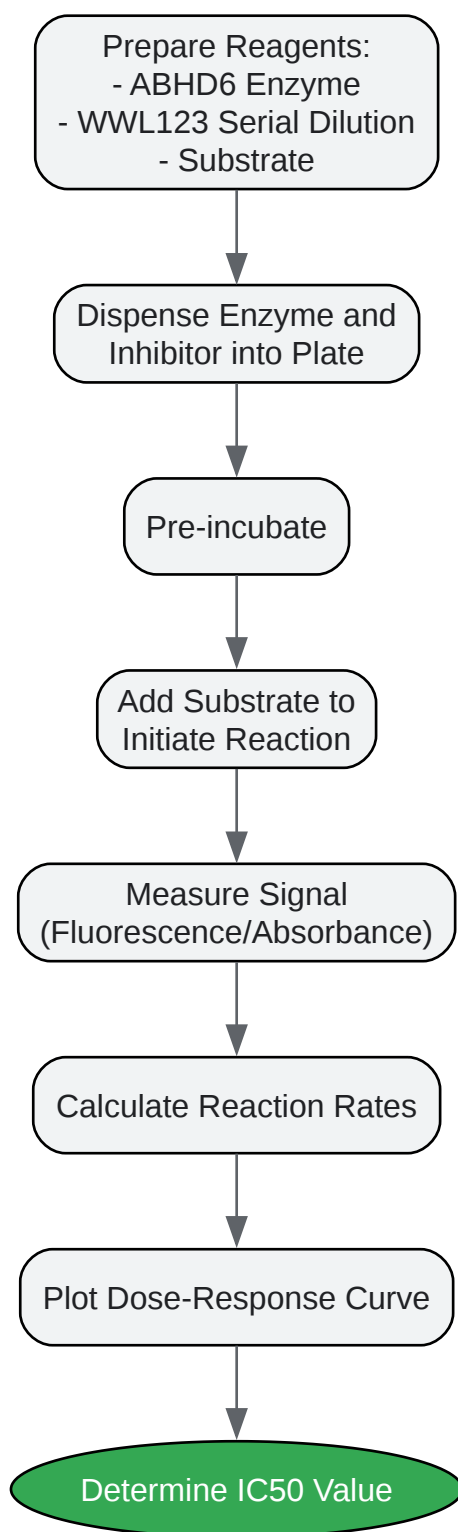 Prepare Reagents:
- ABHD6 Enzyme
- WWL123 Serial Dilution
- Substrate
Dispense Enzyme and
Inhibitor into Plate
Pre-incubate
Add Substrate to
Initiate Reaction
Measure Signal
(Fluorescence/Absorbance)
Calculate Reaction Rates
Plot Dose-Response Curve
Determine IC50 Value